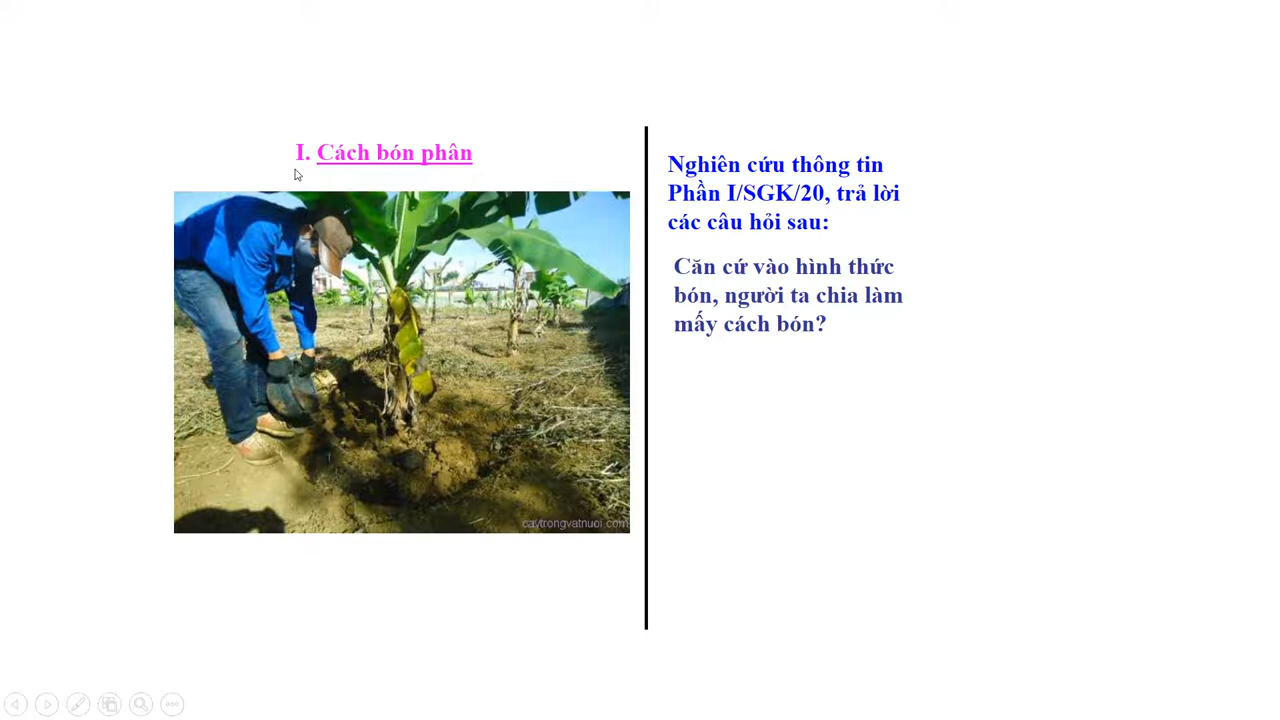 I. Cách bón phân
caytrongvatnuoi.com
Nghiên cứu thông tin
Phần I/SGK/20, trả lời
các câu hỏi sau:
Căn cứ vào hình thức
bón, người ta chia làm
mấy cách bón?